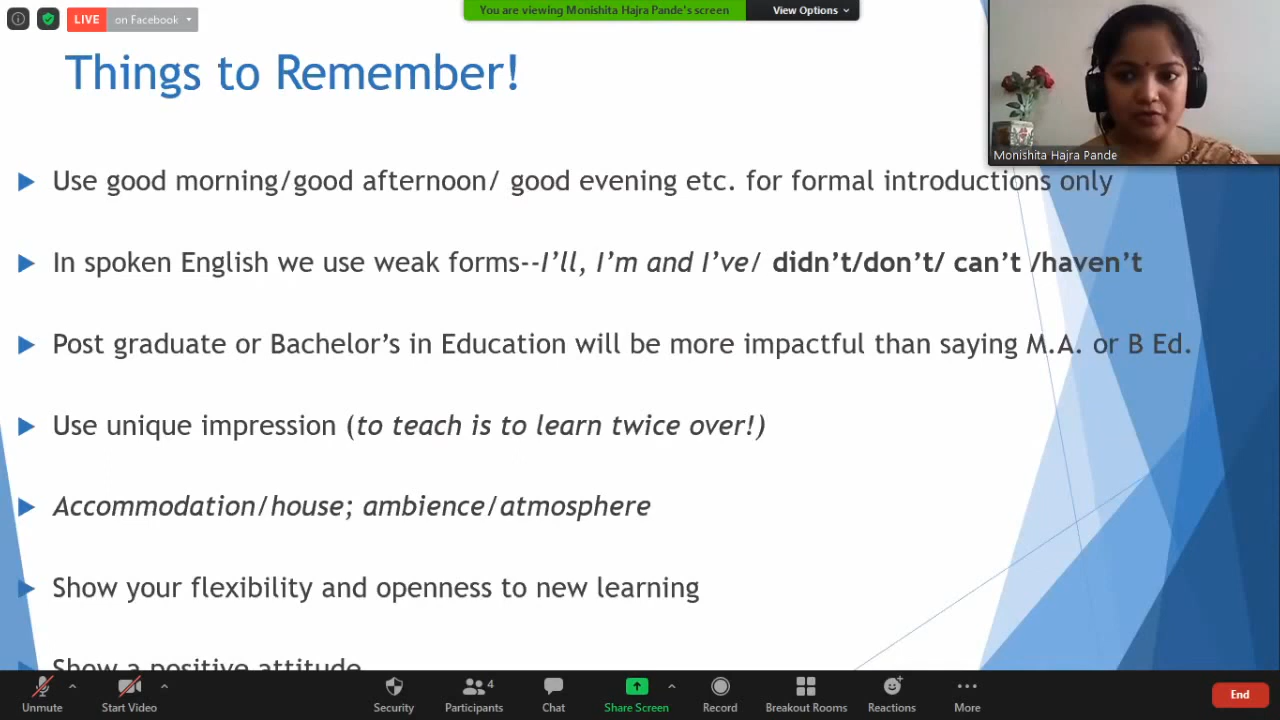 LIVE on Facebook
You are viewing Monishita Hajra Pande's screen
View Options
Things to Remember!
Monishita Hajra Pande
Use good morning/good afternoon/ good evening etc. for formal introductions only
In spoken English we use weak forms--I'll, I'm and I've/ didn't/don't/ can't /haven't
Post graduate or Bachelor's in Education will be more impactful than saying M.A. or B Ed.
Use unique impression (to teach is to learn twice over!)
Accommodation/house; ambience/atmosphere
Show your flexibility and openness to new learning
Show a positive attitude
Unmute
Start Video
Security
4
Participants
Chat
Share Screen
Record
Breakout Rooms
Reactions
More
End